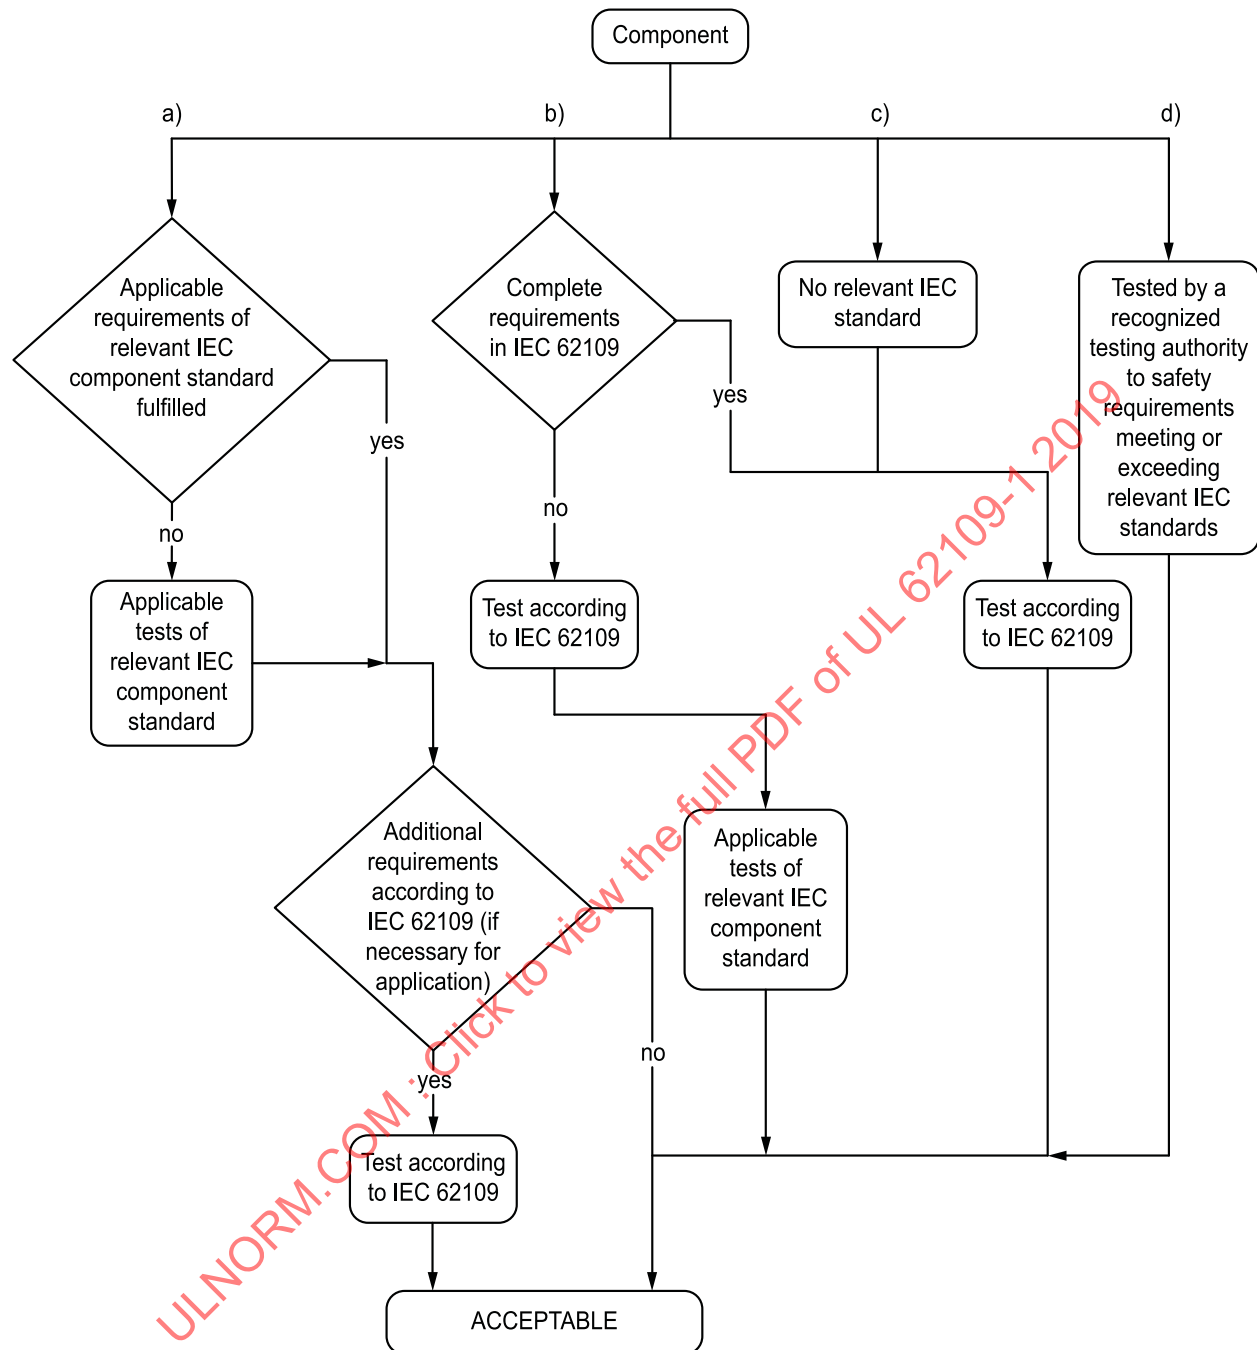 Component
a)
b)
c)
d)
Applicable
requirements of
relevant IEC
component standard
fulfilled
Complete
requirements
in IEC 62109
No relevant IEC
standard
Tested by a
recognized
testing authority
to safety
requirements
meeting or
exceeding
relevant IEC
standards
yes
yes
no
no
Applicable
tests of
relevant IEC
component
standard
Test according
to IEC 62109
Test according
to IEC 62109
Additional
requirements
according to
IEC 62109 (if
necessary for
application)
Applicable
tests of
relevant IEC
component
standard
no
yes
Test according
to IEC 62109
ACCEPTABLE
ULNORM.COM : Click to view the full PDF of UL 62109-1 2019